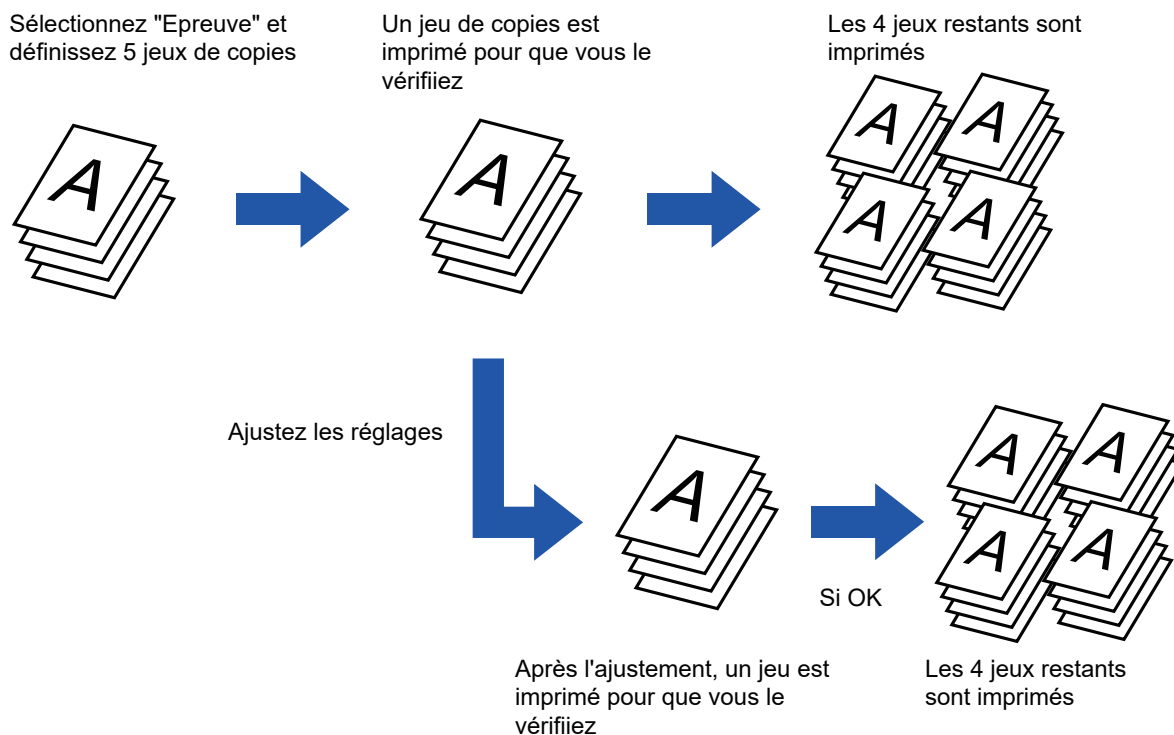 Sélectionnez "Epreuve" et
définissez 5 jeux de copies
Un jeu de copies est
imprimé pour que vous le
vérifiiez
Les 4 jeux restants sont
imprimés
A
A
A
A
A
A
Ajustez les réglages
A
Si OK
A
A
A
A
Après l'ajustement, un jeu est
imprimé pour que vous le
vérifiiez
Les 4 jeux restants
sont imprimés